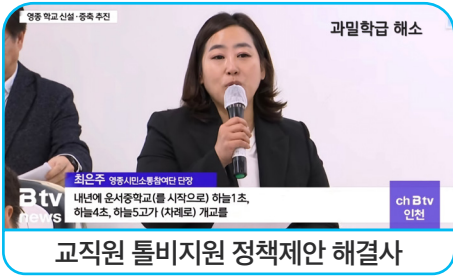 영종 학교 신설·증축 추진
과밀학급 해소
최은주 영종시민소통참여단 단장
내년에 운서중학교(를 시작으로) 하늘1초,
하늘4초, 하늘5고가 (차례로) 개교를
Btv
news
ch Btv
인천
교직원 톨비지원 정책제안 해결사